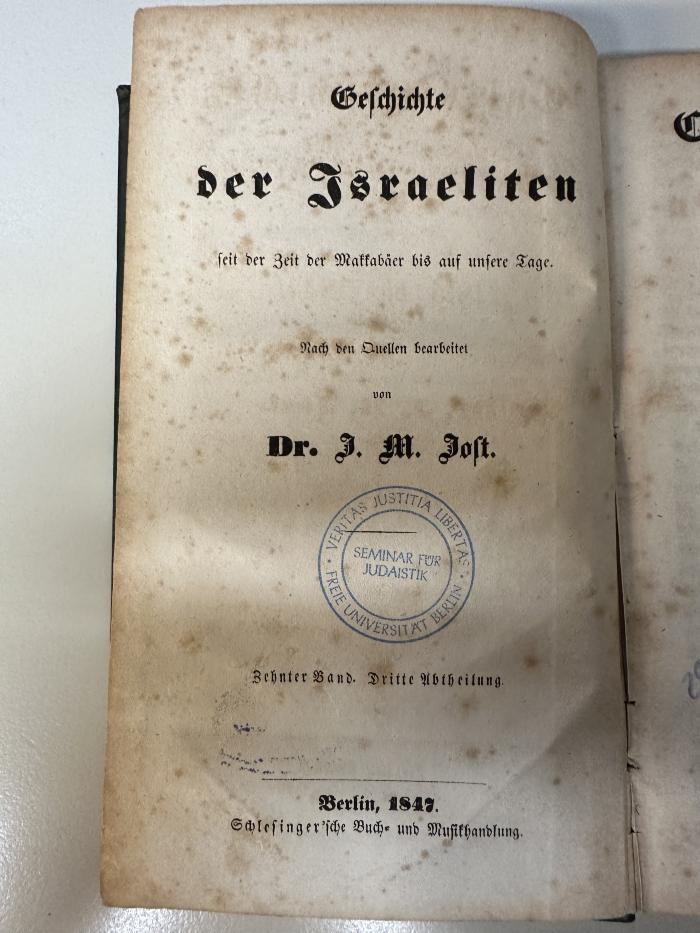 Geschichte
der Israeliten
seit der Zeit der Makkabäer bis auf unsere Tage.
Nach den Quellen bearbeitet
von
Dr. J. M. Jost.
VERITAS JUSTITIA LIBERTAS
SEMINAR FÜR
JUDAISTIK
FREIE UNIVERSITÄT BERLIN
Zehnter Band. Dritte Abtheilung
Berlin, 1847.
Schlesinger'sche Buch- und Musikhandlung.